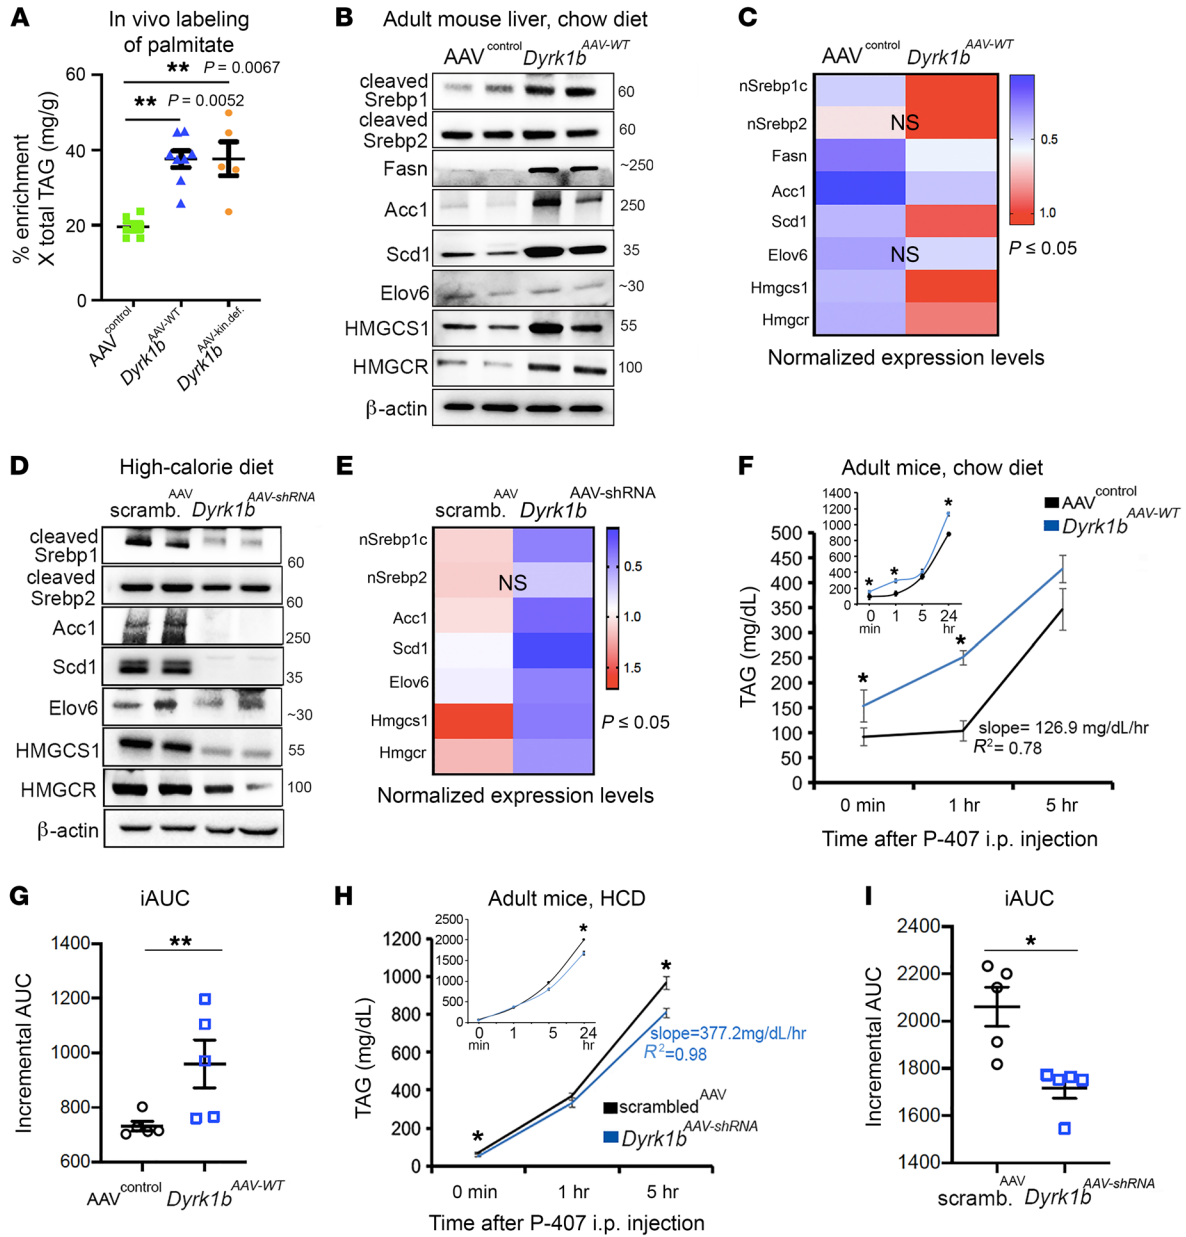 A
In vivo labeling
of palmitate
** P = 0.0067
** P = 0.0052
% enrichment
X total TAG (mg/g)
60
40
20
0
AAVcontrol
Dyrk1bAAV-WT
Dyrk1bAAV-kin.def.
B
Adult mouse liver, chow diet
AAVcontrol Dyrk1bAAV-WT
cleaved
Srebp1
60
cleaved
Srebp2
60
Fasn
~250
Acc1
250
Scd1
35
Elov6
~30
HMGCS1
55
HMGCR
100
β-actin
C
AAVcontrol Dyrk1bAAV-WT
nSrebp1c
nSrebp2
NS
Fasn
Acc1
Scd1
Elov6
NS
Hmgcs1
Hmgcr
0.5
1.0
P ≤ 0.05
Normalized expression levels
D
High-calorie diet
scramb.AAV Dyrk1bAAV-shRNA
cleaved
Srebp1
60
cleaved
Srebp2
60
Acc1
250
Scd1
35
Elov6
~30
HMGCS1
55
HMGCR
100
β-actin
E
scramb.AAV Dyrk1bAAV-shRNA
nSrebp1c
nSrebp2
NS
Acc1
Scd1
Elov6
Hmgcs1
Hmgcr
0.5
1.0
1.5
P ≤ 0.05
Normalized expression levels
F
Adult mice, chow diet
AAVcontrol
Dyrk1bAAV-WT
TAG (mg/dL)
500
450
400
350
300
250
200
150
100
50
0
1400
1200
1000
800
600
400
200
0
0 1 5 24
min hr
* * *
* *
slope= 126.9 mg/dL/hr
R2= 0.78
0 min 1 hr 5 hr
Time after P-407 i.p. injection
G
iAUC
**
Incremental AUC
1400
1200
1000
800
600
AAVcontrol Dyrk1bAAV-WT
H
Adult mice, HCD
TAG (mg/dL)
1200
1000
800
600
400
200
0
2500
2000
1500
1000
500
0
0 1 5 24
min hr
*
* *
slope=377.2mg/dL/hr
R2=0.98
scrambledAAV
Dyrk1bAAV-shRNA
0 min 1 hr 5 hr
Time after P-407 i.p. injection
I
iAUC
*
Incremental AUC
2400
2200
2000
1800
1600
1400
scramb.AAV Dyrk1bAAV-shRNA